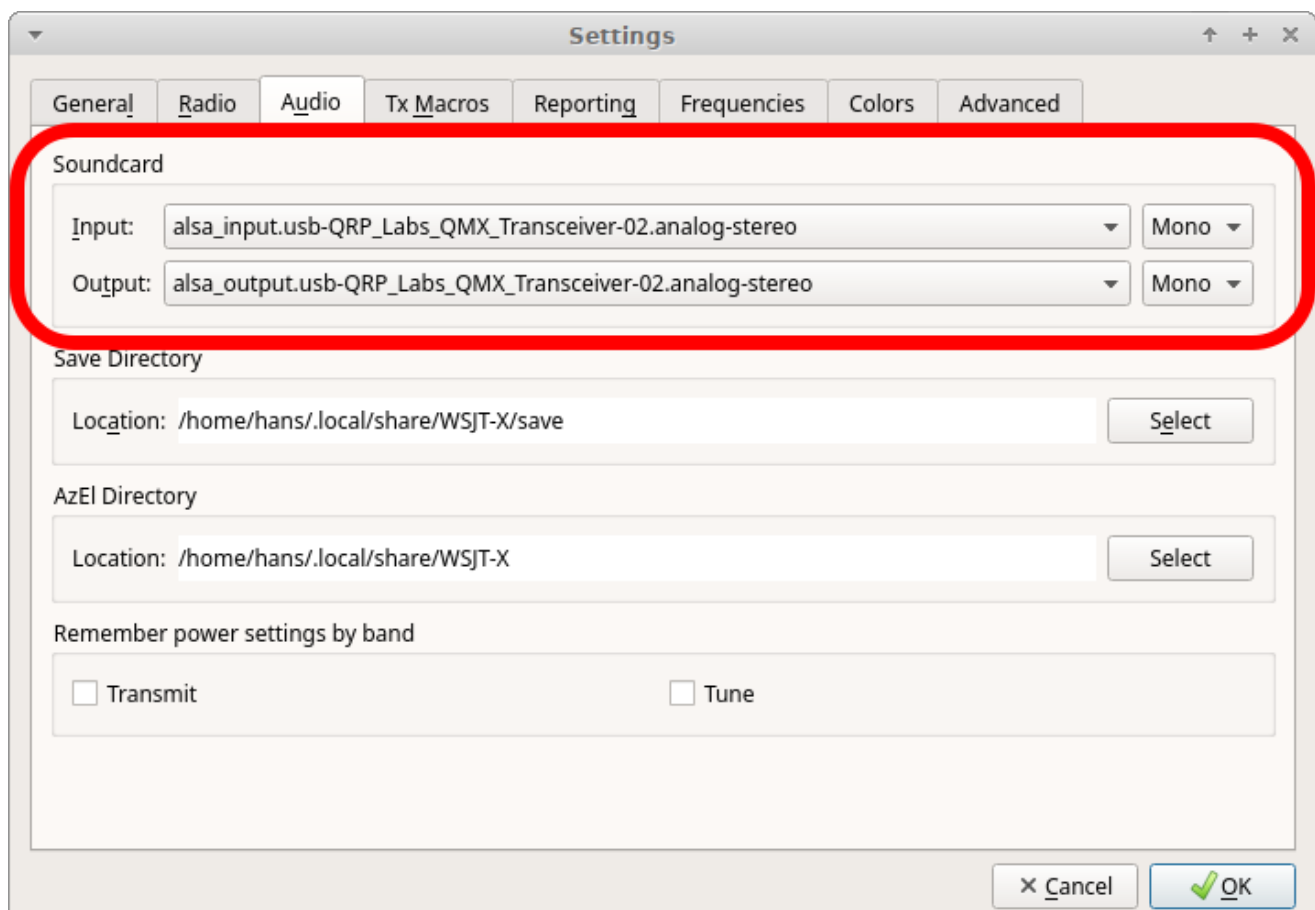 Settings
General Radio Audio Tx Macros Reporting Frequencies Colors Advanced
Soundcard
Input: alsa_input.usb-QRP_Labs_QMX_Transceiver-02.analog-stereo Mono
Output: alsa_output.usb-QRP_Labs_QMX_Transceiver-02.analog-stereo Mono
Save Directory
Location: /home/hans/.local/share/WSJT-X/save Select
AzEl Directory
Location: /home/hans/.local/share/WSJT-X Select
Remember power settings by band
Transmit Tune
Cancel OK